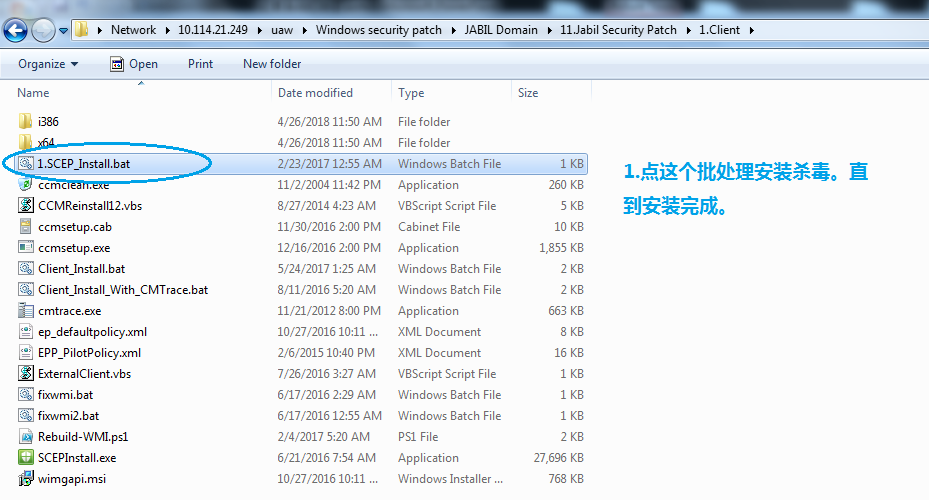 Network ▸ 10.114.21.249 ▸ uaw ▸ Windows security patch ▸ JABIL Domain ▸ 11.Jabil Security Patch ▸ 1.Client ▸
Organize ▾ Open Print New folder
Name Date modified Type Size
i386 4/26/2018 11:50 AM File folder
x64 4/26/2018 11:50 AM File folder
1.SCEP_Install.bat 2/23/2017 12:55 AM Windows Batch File 1 KB
ccmclean.exe 11/2/2004 11:42 PM Application 260 KB
CCMReinstall12.vbs 8/27/2014 4:23 AM VBScript Script File 5 KB
ccmsetup.cab 11/30/2016 2:00 PM Cabinet File 10 KB
ccmsetup.exe 12/16/2016 2:00 PM Application 1,855 KB
Client_Install.bat 5/24/2017 1:25 AM Windows Batch File 2 KB
Client_Install_With_CMTrace.bat 8/11/2016 5:20 AM Windows Batch File 2 KB
cmtrace.exe 11/21/2012 8:00 PM Application 663 KB
ep_defaultpolicy.xml 10/27/2016 10:11 ... XML Document 8 KB
EPP_PilotPolicy.xml 2/6/2015 10:40 PM XML Document 16 KB
ExternalClient.vbs 7/26/2016 3:27 AM VBScript Script File 1 KB
fixwmi.bat 6/17/2016 2:29 AM Windows Batch File 1 KB
fixwmi2.bat 6/17/2016 12:55 AM Windows Batch File 1 KB
Rebuild-WMI.ps1 2/4/2017 5:20 AM PS1 File 2 KB
SCEPInstall.exe 6/21/2016 7:54 AM Application 27,696 KB
wimgapi.msi 10/27/2016 10:11 ... Windows Installer ... 768 KB
1.点这个批处理安装杀毒。直
到安装完成。